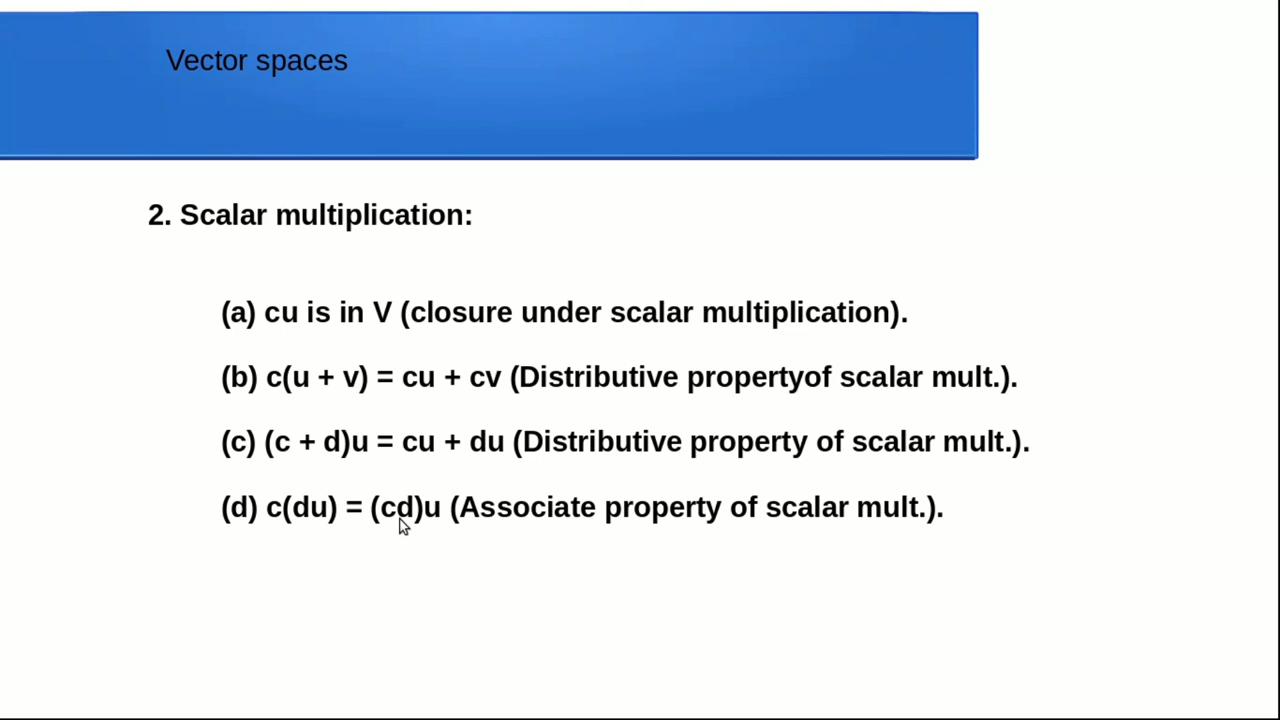 Vector spaces
2. Scalar multiplication:
(a) cu is in V (closure under scalar multiplication).
(b) c(u + v) = cu + cv (Distributive propertyof scalar mult.).
(c) (c + d)u = cu + du (Distributive property of scalar mult.).
(d) c(du) = (cd)u (Associate property of scalar mult.).